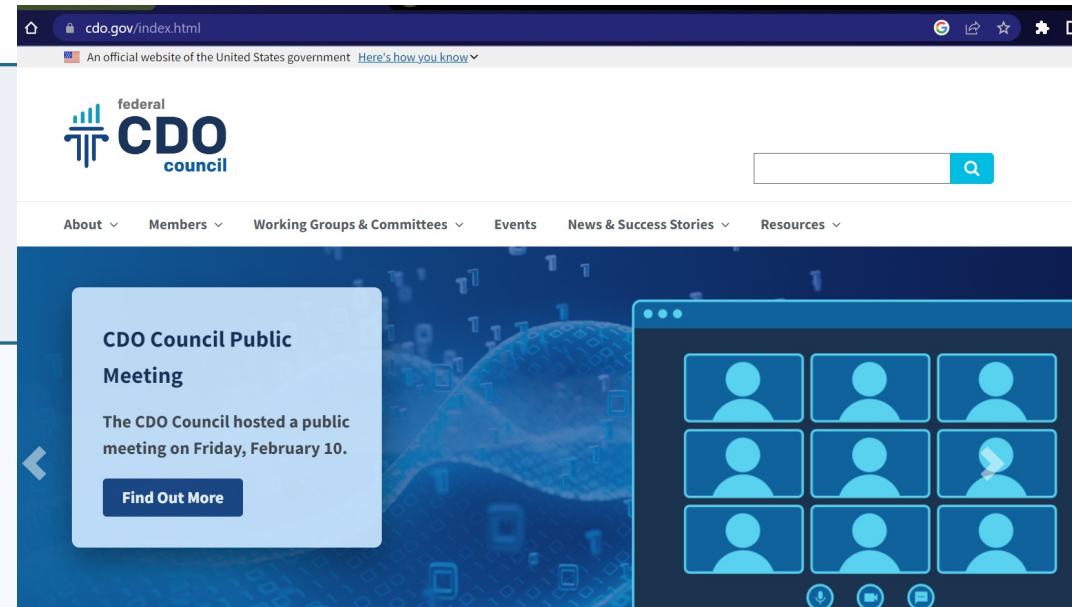 cdo.gov/index.html
An official website of the United States government Here's how you know
federal
CDO
council
About Members Working Groups & Committees Events News & Success Stories Resources
CDO Council Public
Meeting
The CDO Council hosted a public
meeting on Friday, February 10.
Find Out More